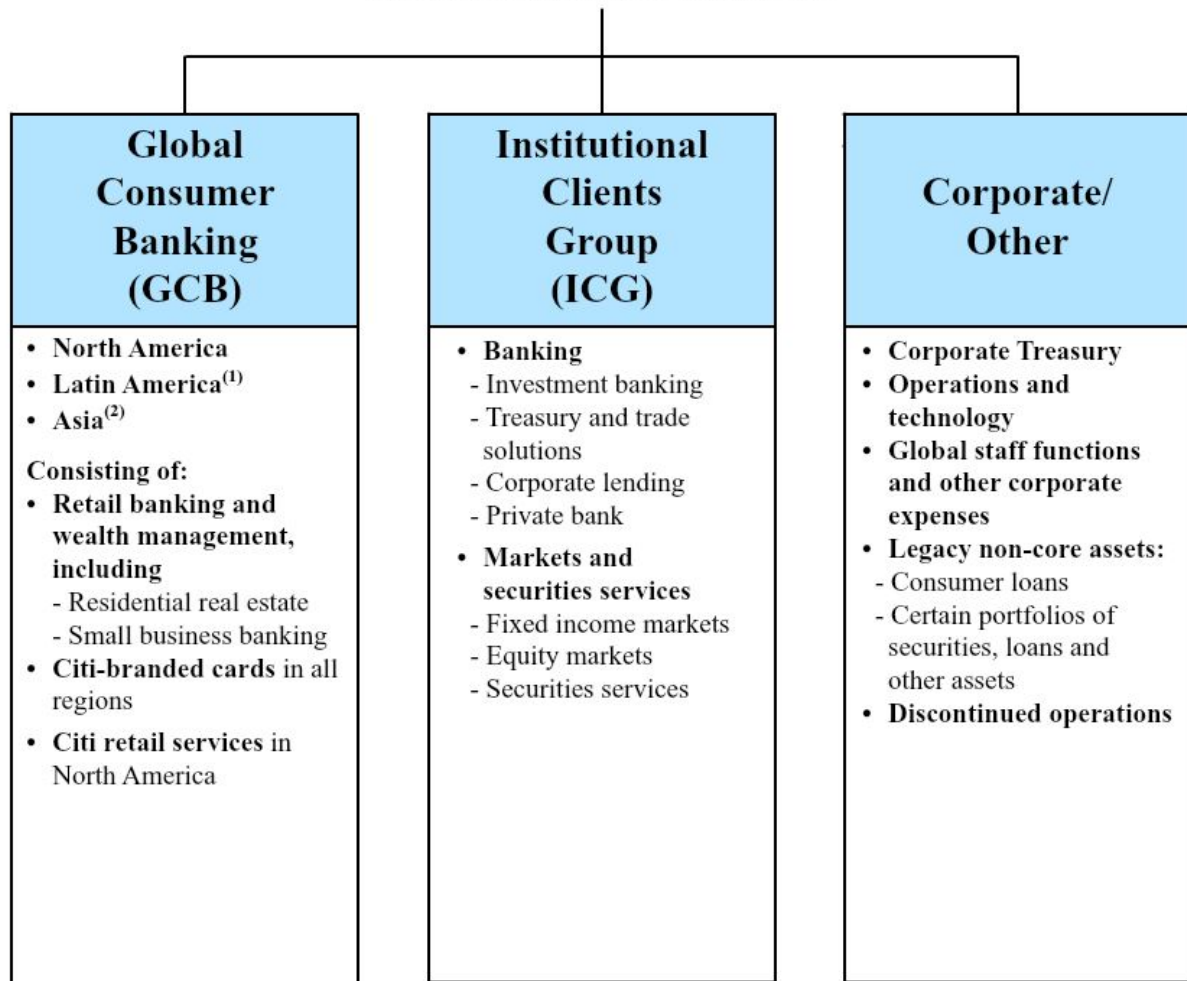 Global
Consumer
Banking
(GCB)
• North America
• Latin America(1)
• Asia(2)
Consisting of:
• Retail banking and
wealth management,
including
- Residential real estate
- Small business banking
• Citi-branded cards in all
regions
• Citi retail services in
North America
Institutional
Clients
Group
(ICG)
• Banking
- Investment banking
- Treasury and trade
solutions
- Corporate lending
- Private bank
• Markets and
securities services
- Fixed income markets
- Equity markets
- Securities services
Corporate/
Other
• Corporate Treasury
• Operations and
technology
• Global staff functions
and other corporate
expenses
• Legacy non-core assets:
- Consumer loans
- Certain portfolios of
securities, loans and
other assets
• Discontinued operations